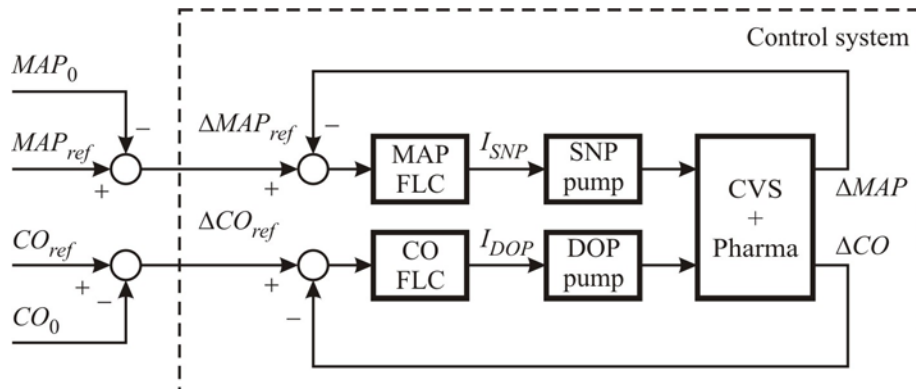 Control system
MAP0
−
ΔMAPref
−
MAPref
+
+
MAP
FLC
ISNP
SNP
pump
CVS
+
Pharma
ΔMAP
ΔCOref
COref
+
−
+
CO
FLC
IDOP
DOP
pump
ΔCO
CO0
−